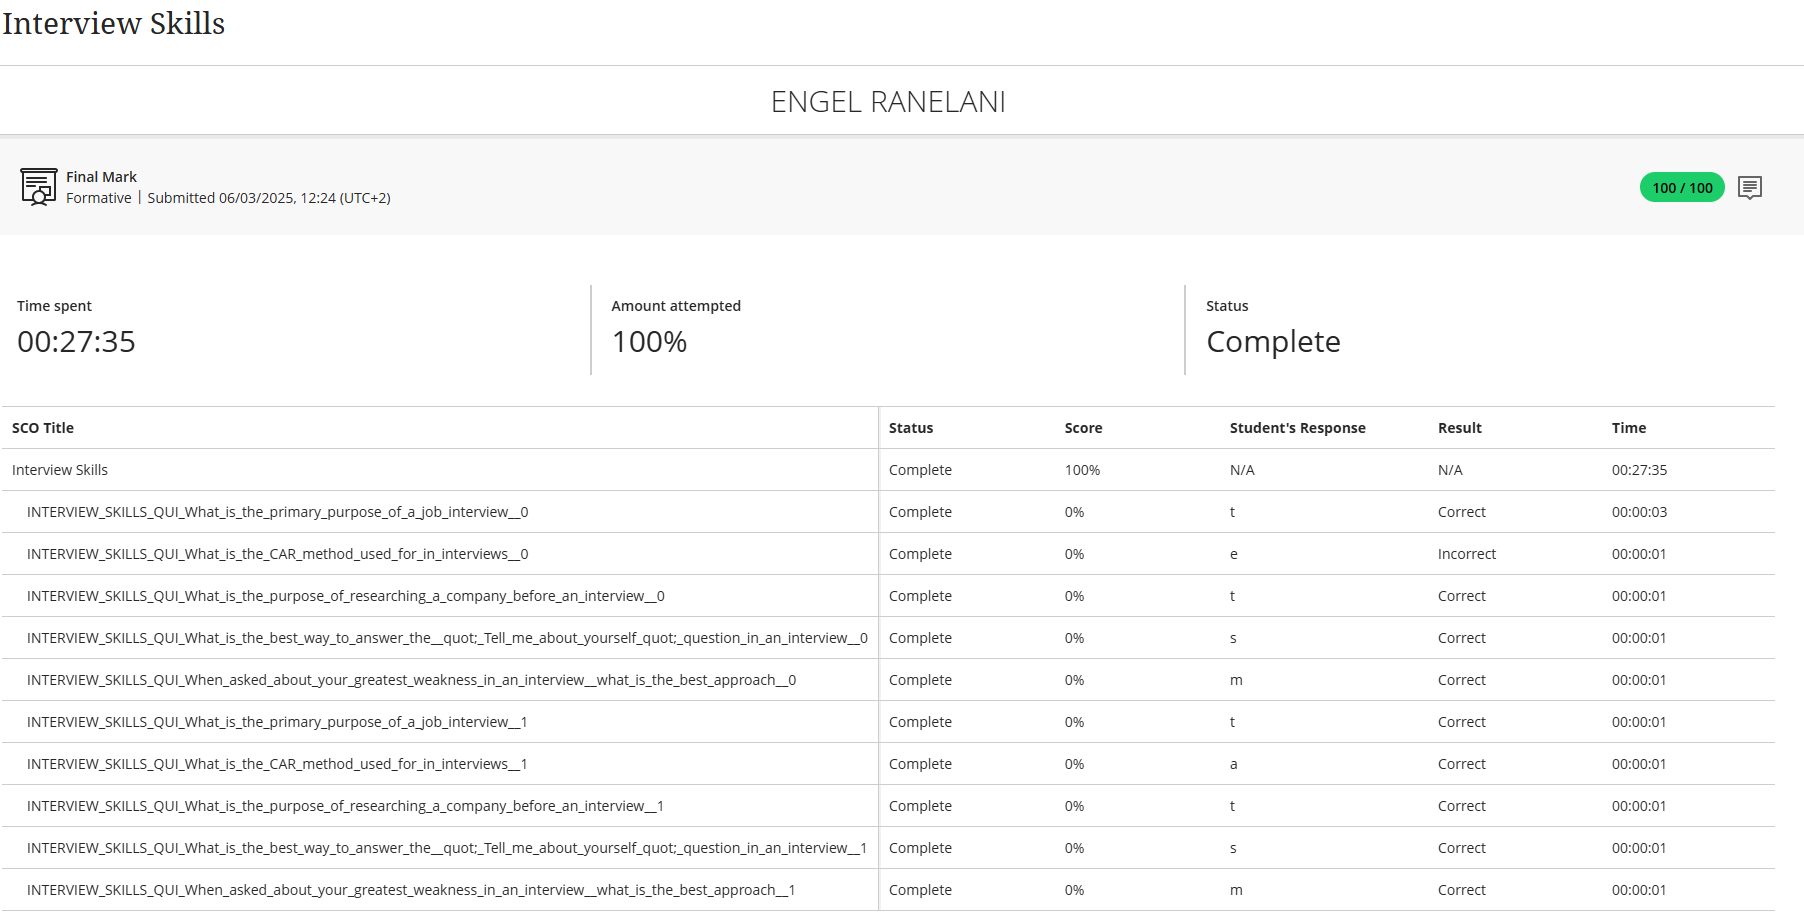 Interview Skills
ENGEL RANELANI
Final Mark
Formative | Submitted 06/03/2025, 12:24 (UTC+2)
100 / 100
Time spent
00:27:35
Amount attempted
100%
Status
Complete
SCO Title Status Score Student's Response Result Time
Interview Skills Complete 100% N/A N/A 00:27:35
INTERVIEW_SKILLS_QUI_What_is_the_primary_purpose_of_a_job_interview__0 Complete 0% t Correct 00:00:03
INTERVIEW_SKILLS_QUI_What_is_the_CAR_method_used_for_in_interviews__0 Complete 0% e Incorrect 00:00:01
INTERVIEW_SKILLS_QUI_What_is_the_purpose_of_researching_a_company_before_an_interview__0 Complete 0% t Correct 00:00:01
INTERVIEW_SKILLS_QUI_What_is_the_best_way_to_answer_the__quot;_Tell_me_about_yourself_quot;_question_in_an_interview__0 Complete 0% s Correct 00:00:01
INTERVIEW_SKILLS_QUI_When_asked_about_your_greatest_weakness_in_an_interview__what_is_the_best_approach__0 Complete 0% m Correct 00:00:01
INTERVIEW_SKILLS_QUI_What_is_the_primary_purpose_of_a_job_interview__1 Complete 0% t Correct 00:00:01
INTERVIEW_SKILLS_QUI_What_is_the_CAR_method_used_for_in_interviews__1 Complete 0% a Correct 00:00:01
INTERVIEW_SKILLS_QUI_What_is_the_purpose_of_researching_a_company_before_an_interview__1 Complete 0% t Correct 00:00:01
INTERVIEW_SKILLS_QUI_What_is_the_best_way_to_answer_the__quot;_Tell_me_about_yourself_quot;_question_in_an_interview__1 Complete 0% s Correct 00:00:01
INTERVIEW_SKILLS_QUI_When_asked_about_your_greatest_weakness_in_an_interview__what_is_the_best_approach__1 Complete 0% m Correct 00:00:01